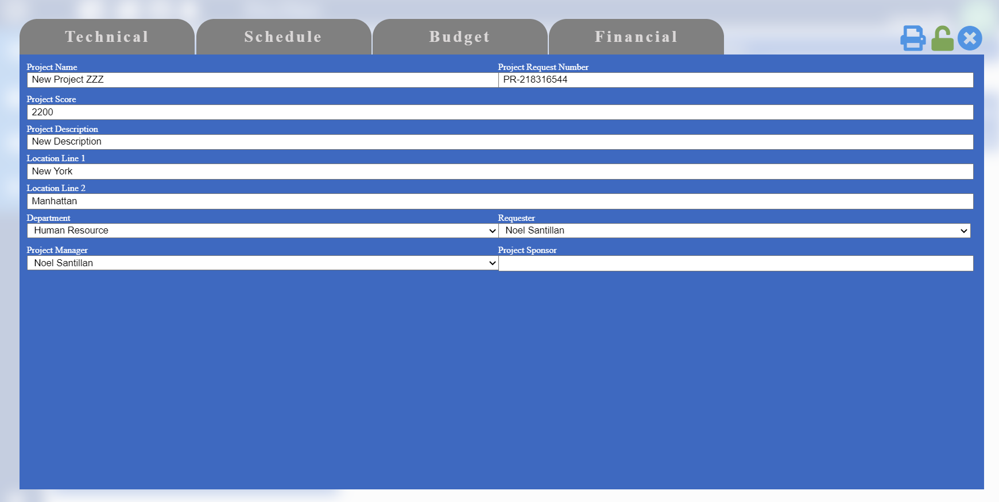 Technical Schedule Budget Financial
Project Name Project Request Number
New Project ZZZ PR-218316544
Project Score
2200
Project Description
New Description
Location Line 1
New York
Location Line 2
Manhattan
Department Requester
Human Resource Noel Santillan
Project Manager Project Sponsor
Noel Santillan